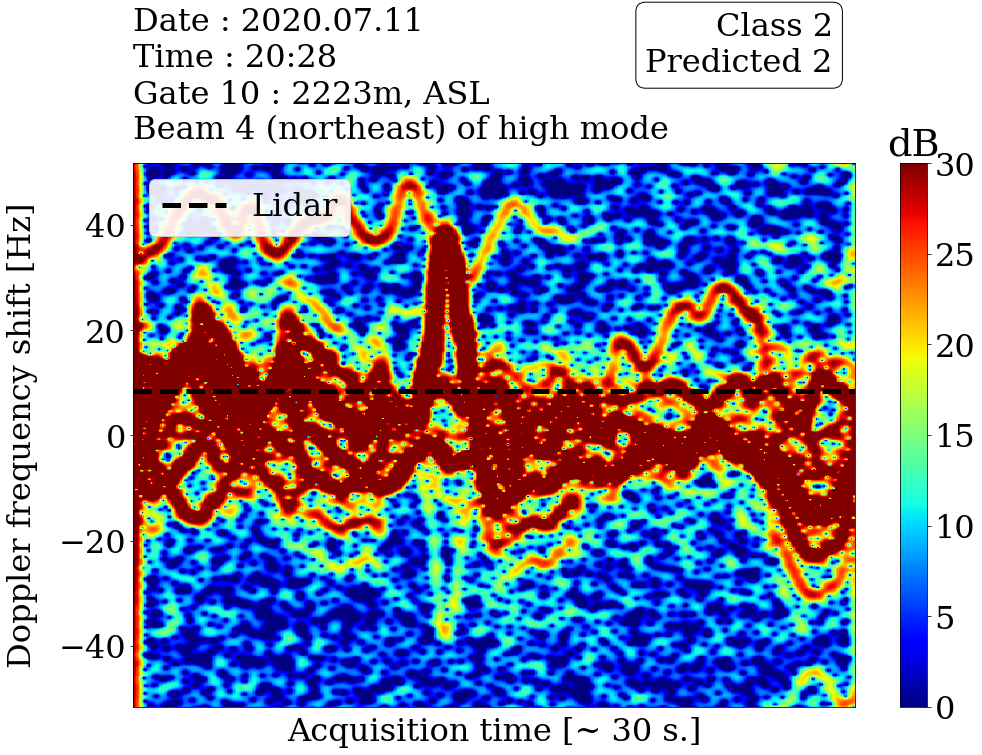 Date : 2020.07.11
Time : 20:28
Gate 10 : 2223m, ASL
Beam 4 (northeast) of high mode
Class 2
Predicted 2
dB
Lidar
Doppler frequency shift [Hz]
40
20
0
−20
−40
30
25
20
15
10
5
0
Acquisition time [~ 30 s.]